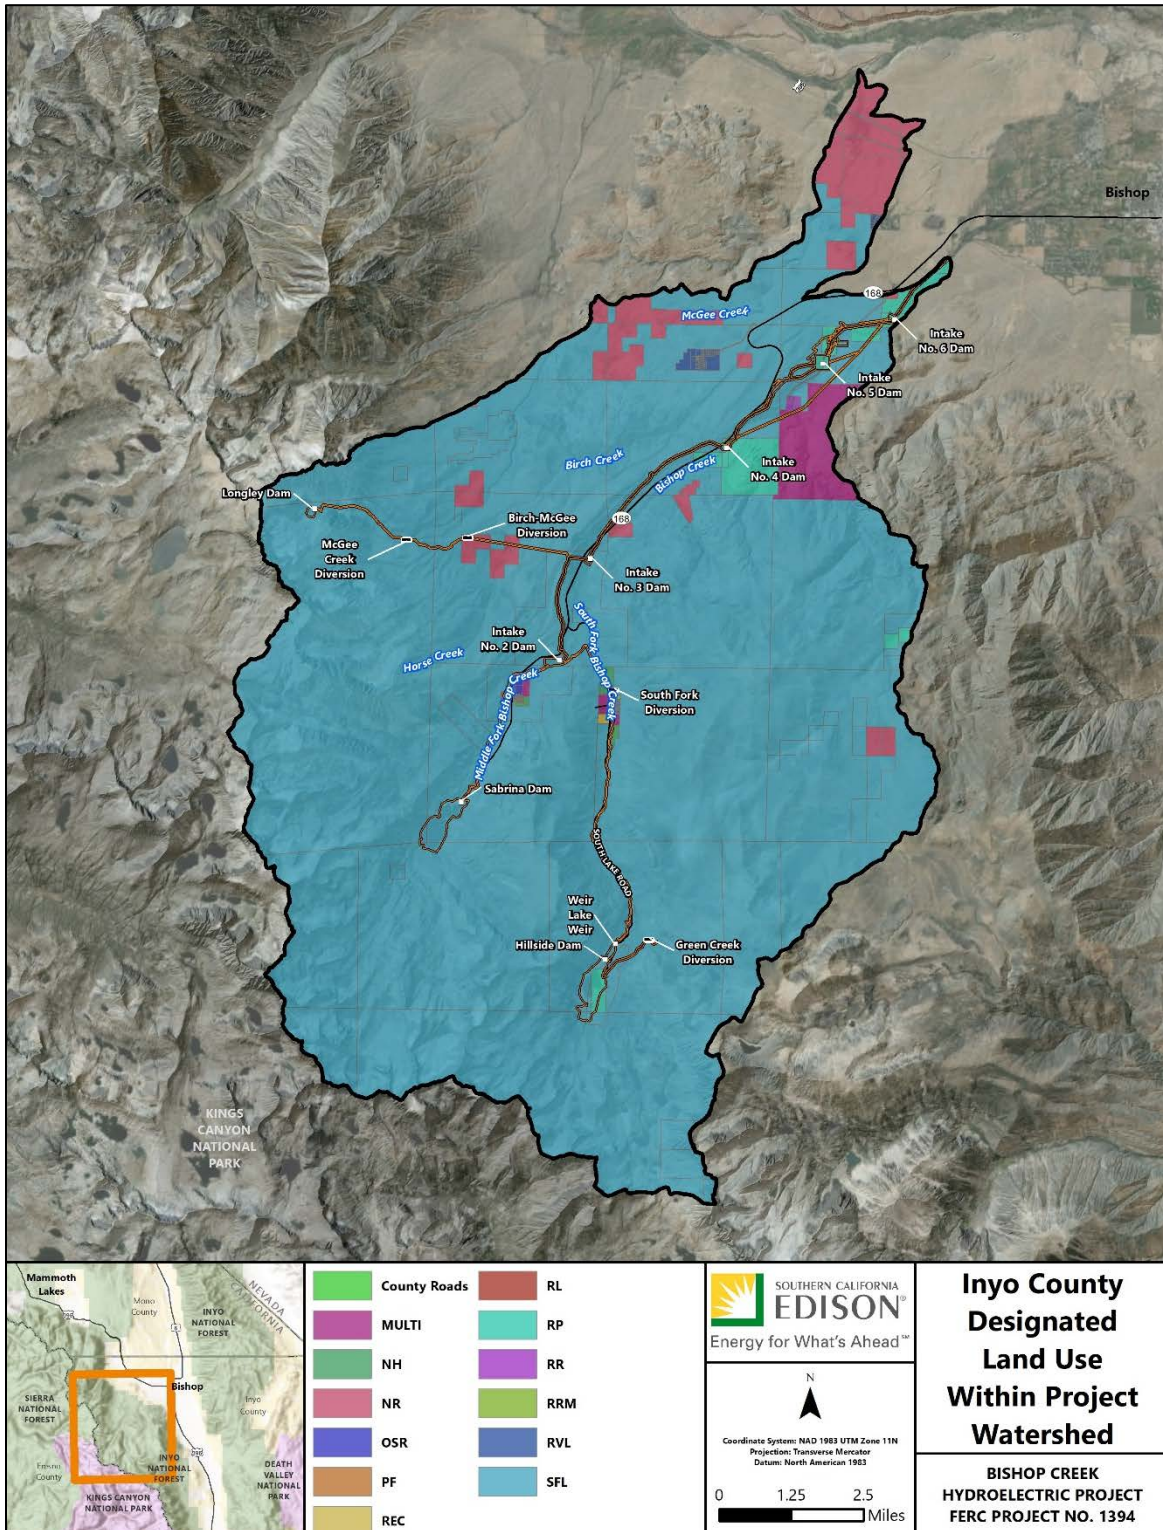 Bishop
168
McGee Creek
Intake
No. 6 Dam
Intake
No. 5 Dam
Birch Creek
Bishop Creek
Intake
No. 4 Dam
Longley Dam
Birch-McGee
Diversion
168
McGee
Creek
Diversion
Intake
No. 3 Dam
South Fork Bishop Creek
Intake
No. 2 Dam
Horse Creek
Middle Fork Bishop Creek
South Fork
Diversion
Sabrina Dam
SOUTH LAKE ROAD
Weir
Lake
Weir
Hillside Dam
Green Creek
Diversion
KINGS
CANYON
NATIONAL
PARK
Mammoth
Lakes
Mono
County
NEVADA
CALIFORNIA
INYO
NATIONAL
FOREST
395
6
Bishop
SIERRA
NATIONAL
FOREST
Inyo
County
Fresno
County
INYO
NATIONAL
FOREST
395
DEATH
VALLEY
NATIONAL
PARK
KINGS CANYON
NATIONAL PARK
County Roads
MULTI
NH
NR
OSR
PF
REC
RL
RP
RR
RRM
RVL
SFL
SOUTHERN CALIFORNIA
EDISON®
Energy for What's Ahead℠
N
Coordinate System: NAD 1983 UTM Zone 11N
Projection: Transverse Mercator
Datum: North American 1983
0 1.25 2.5
Miles
Inyo County
Designated
Land Use
Within Project
Watershed
BISHOP CREEK
HYDROELECTRIC PROJECT
FERC PROJECT NO. 1394